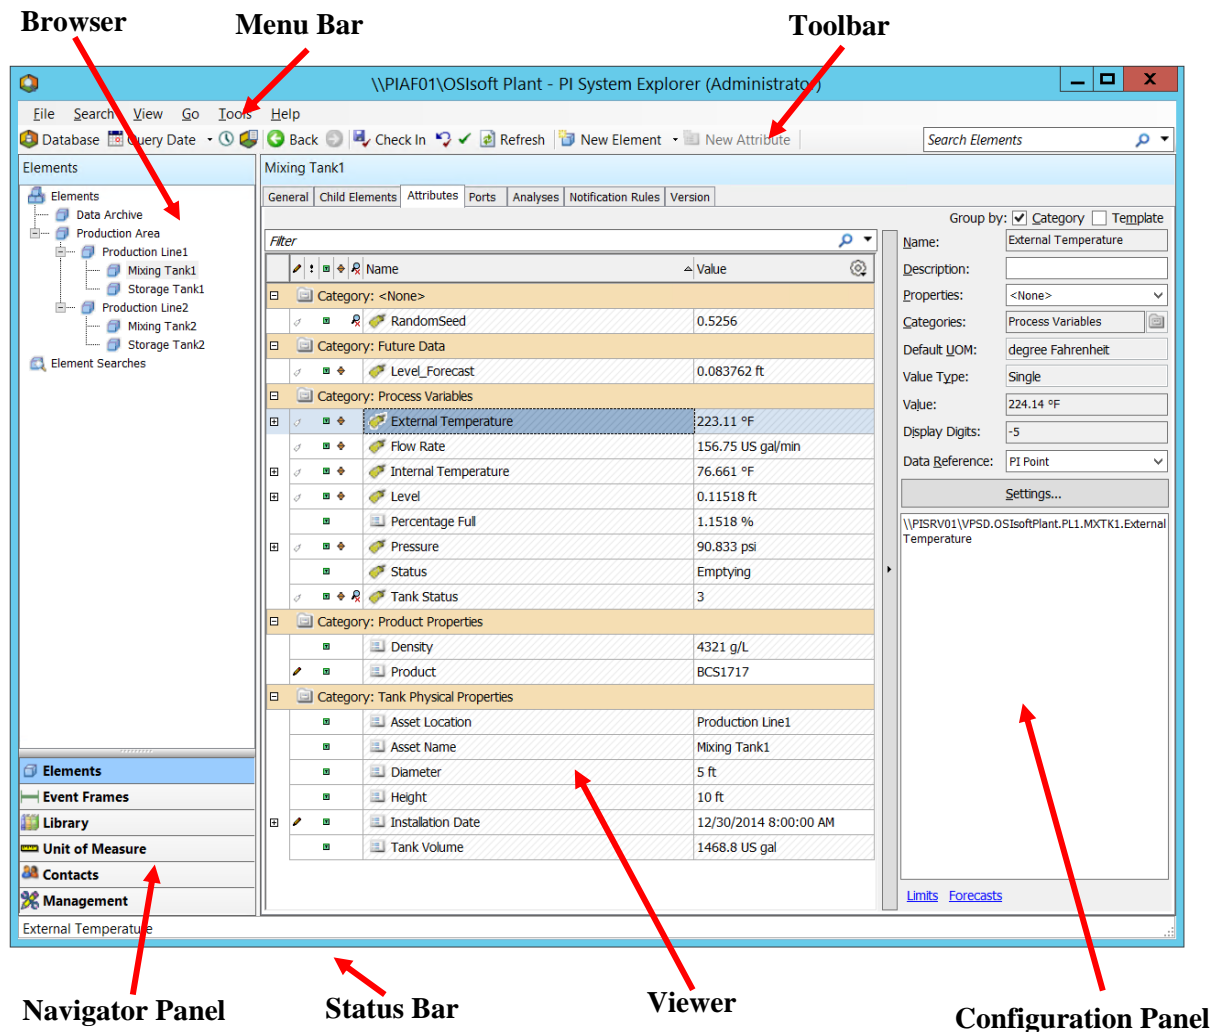 Browser
Menu Bar
Toolbar
\\PIAF01\OSIsoft Plant - PI System Explorer (Administrator)
File Search View Go Tools Help
Database Query Date Back Check In Refresh New Element New Attribute Search Elements
Elements
Elements
Data Archive
Production Area
Production Line1
Mixing Tank1
Storage Tank1
Production Line2
Mixing Tank2
Storage Tank2
Element Searches
Elements
Event Frames
Library
Unit of Measure
Contacts
Management
Mixing Tank1
General Child Elements Attributes Ports Analyses Notification Rules Version
Group by: Category Template
Filter
Name Value
Category: <None>
RandomSeed 0.5256
Category: Future Data
Level_Forecast 0.083762 ft
Category: Process Variables
External Temperature 223.11 °F
Flow Rate 156.75 US gal/min
Internal Temperature 76.661 °F
Level 0.11518 ft
Percentage Full 1.1518 %
Pressure 90.833 psi
Status Emptying
Tank Status 3
Category: Product Properties
Density 4321 g/L
Product BCS1717
Category: Tank Physical Properties
Asset Location Production Line1
Asset Name Mixing Tank1
Diameter 5 ft
Height 10 ft
Installation Date 12/30/2014 8:00:00 AM
Tank Volume 1468.8 US gal
Name: External Temperature
Description:
Properties: <None>
Categories: Process Variables
Default UOM: degree Fahrenheit
Value Type: Single
Value: 224.14 °F
Display Digits: -5
Data Reference: PI Point
Settings...
\\PISRV01\VPSD.OSIsoftPlant.PL1.MXTK1.External
Temperature
Limits Forecasts
External Temperature
Navigator Panel
Status Bar
Viewer
Configuration Panel